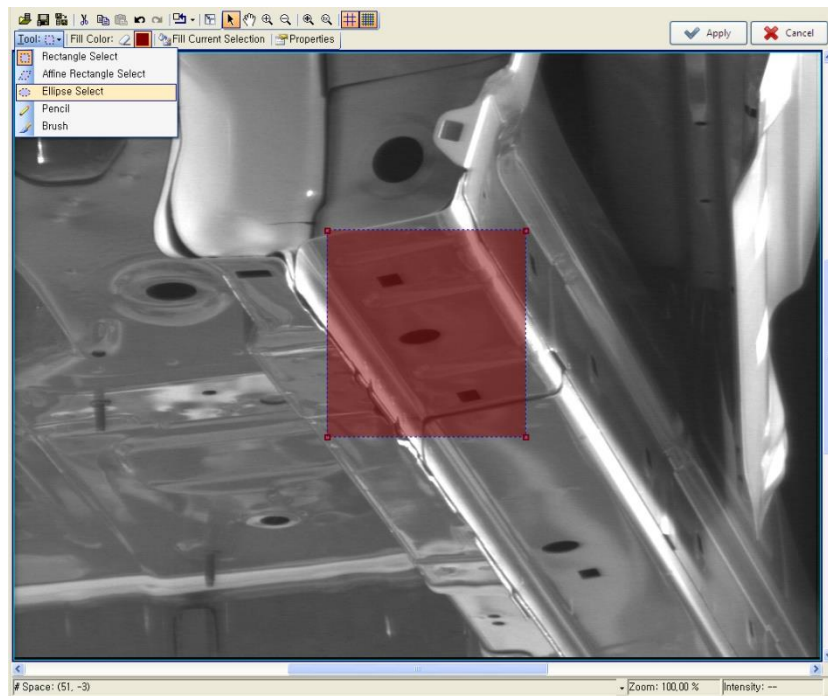 Tool:
Fill Color:
Fill Current Selection
Properties
Apply
Cancel
Rectangle Select
Affine Rectangle Select
Ellipse Select
Pencil
Brush
# Space: (51, -3)
Zoom: 100,00 %
Intensity: --